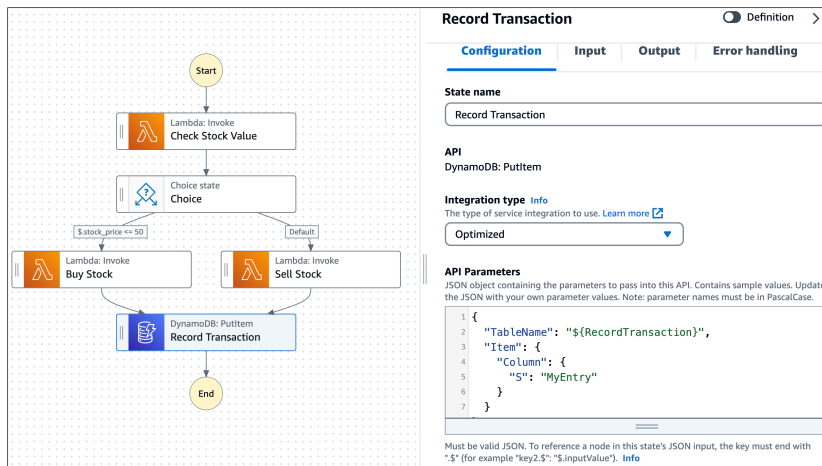 Start
Lambda: Invoke
Check Stock Value
Choice state
Choice
$.stock_price <= 50
Default
Lambda: Invoke
Buy Stock
Lambda: Invoke
Sell Stock
DynamoDB: PutItem
Record Transaction
End
Record Transaction
Definition
Configuration Input Output Error handling
State name
Record Transaction
API
DynamoDB: PutItem
Integration type Info
The type of service integration to use. Learn more
Optimized
API Parameters
JSON object containing the parameters to pass into this API. Contains sample values. Update
the JSON with your own parameter values. Note: parameter names must be in PascalCase.
1 {
2 "TableName": "${RecordTransaction}",
3 "Item": {
4 "Column": {
5 "S": "MyEntry"
6 }
7 }
Must be valid JSON. To reference a node in this state's JSON input, the key must end with
".$" (for example "key2.$": "$.inputValue"). Info